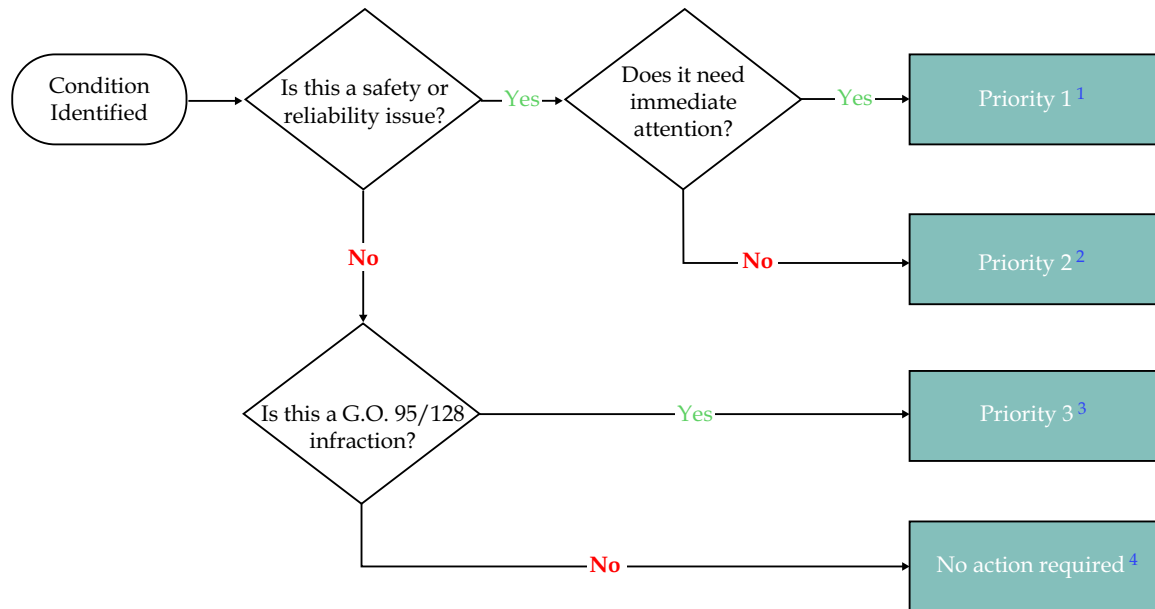 Condition
Identified
Is this a safety or
reliability issue?
Yes
Does it need
immediate
attention?
Yes
Priority 1 1
No
No
Priority 2 2
Is this a G.O. 95/128
infraction?
Yes
Priority 3 3
No
No action required 4